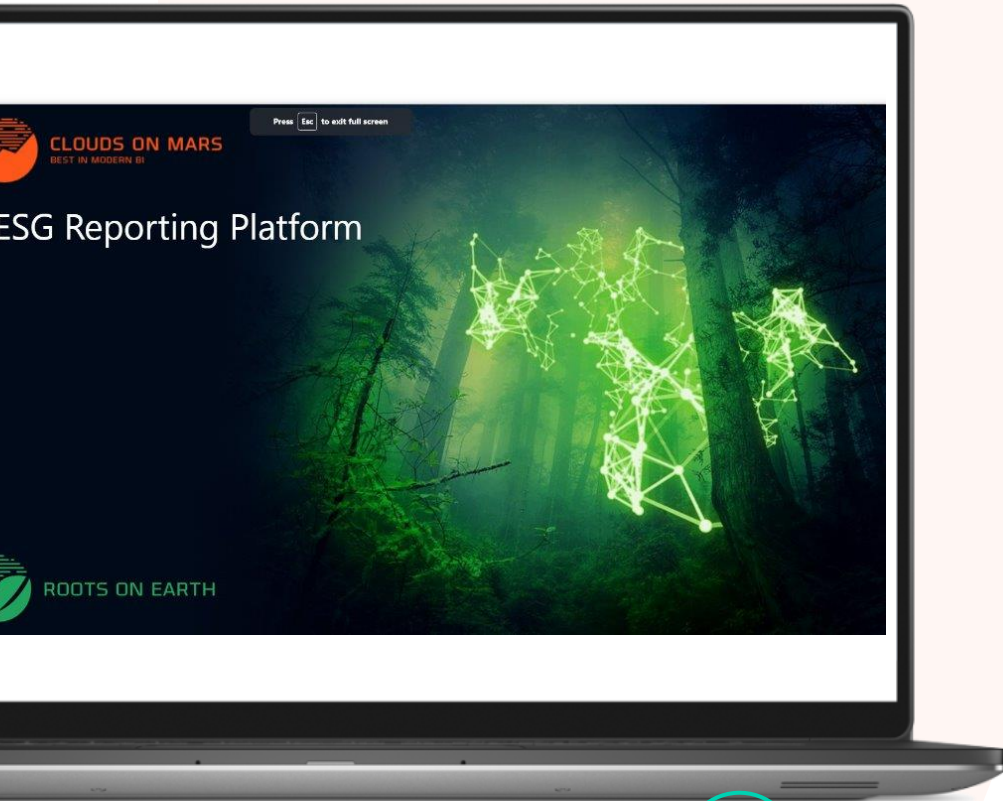 Press Esc to exit full screen
CLOUDS ON MARS
BEST IN MODERN BI
ESG Reporting Platform
ROOTS ON EARTH